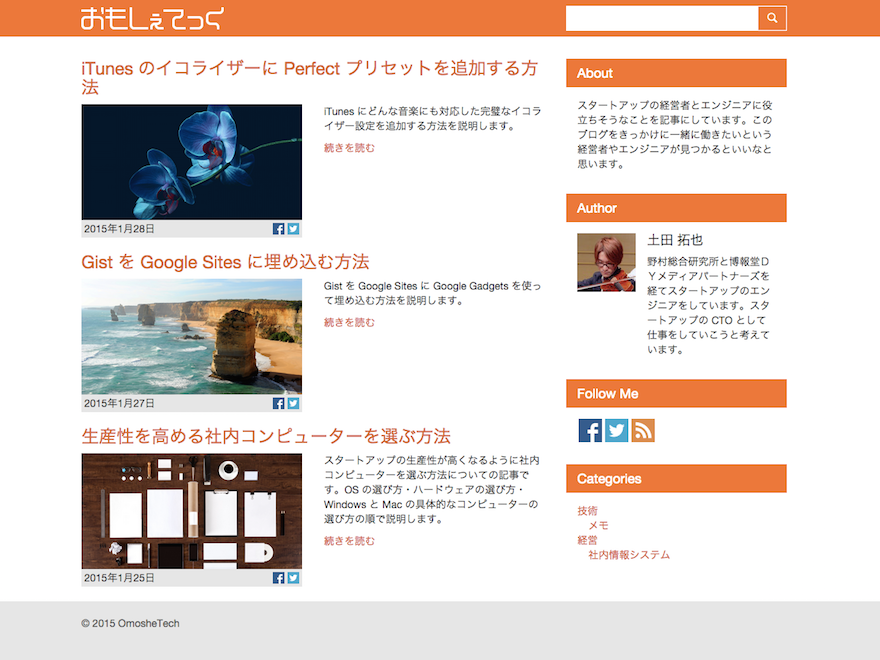 おもしぇてっく
iTunes のイコライザーに Perfect プリセットを追加する方
法
iTunes にどんな音楽にも対応した完璧なイコラ
イザー設定を追加する方法を説明します。
続きを読む
2015年1月28日
Gist を Google Sites に埋め込む方法
Gist を Google Sites に Google Gadgets を使っ
て埋め込む方法を説明します。
続きを読む
2015年1月27日
生産性を高める社内コンピューターを選ぶ方法
スタートアップの生産性が高くなるように社内
コンピューターを選ぶ方法についての記事で
す。OS の選び方・ハードウェアの選び方・
Windows と Mac の具体的なコンピューターの
選び方の順で説明します。
続きを読む
2015年1月25日
About
スタートアップの経営者とエンジニアに役
立ちそうなことを記事にしています。この
ブログをきっかけに一緒に働きたいという
経営者やエンジニアが見つかるといいなと
思います。
Author
土田 拓也
野村総合研究所と博報堂Ｄ
Ｙメディアパートナーズを
経てスタートアップのエン
ジニアをしています。スタ
ートアップの CTO として
仕事をしていこうと考えて
います。
Follow Me
Categories
技術
メモ
経営
社内情報システム
© 2015 OmosheTech